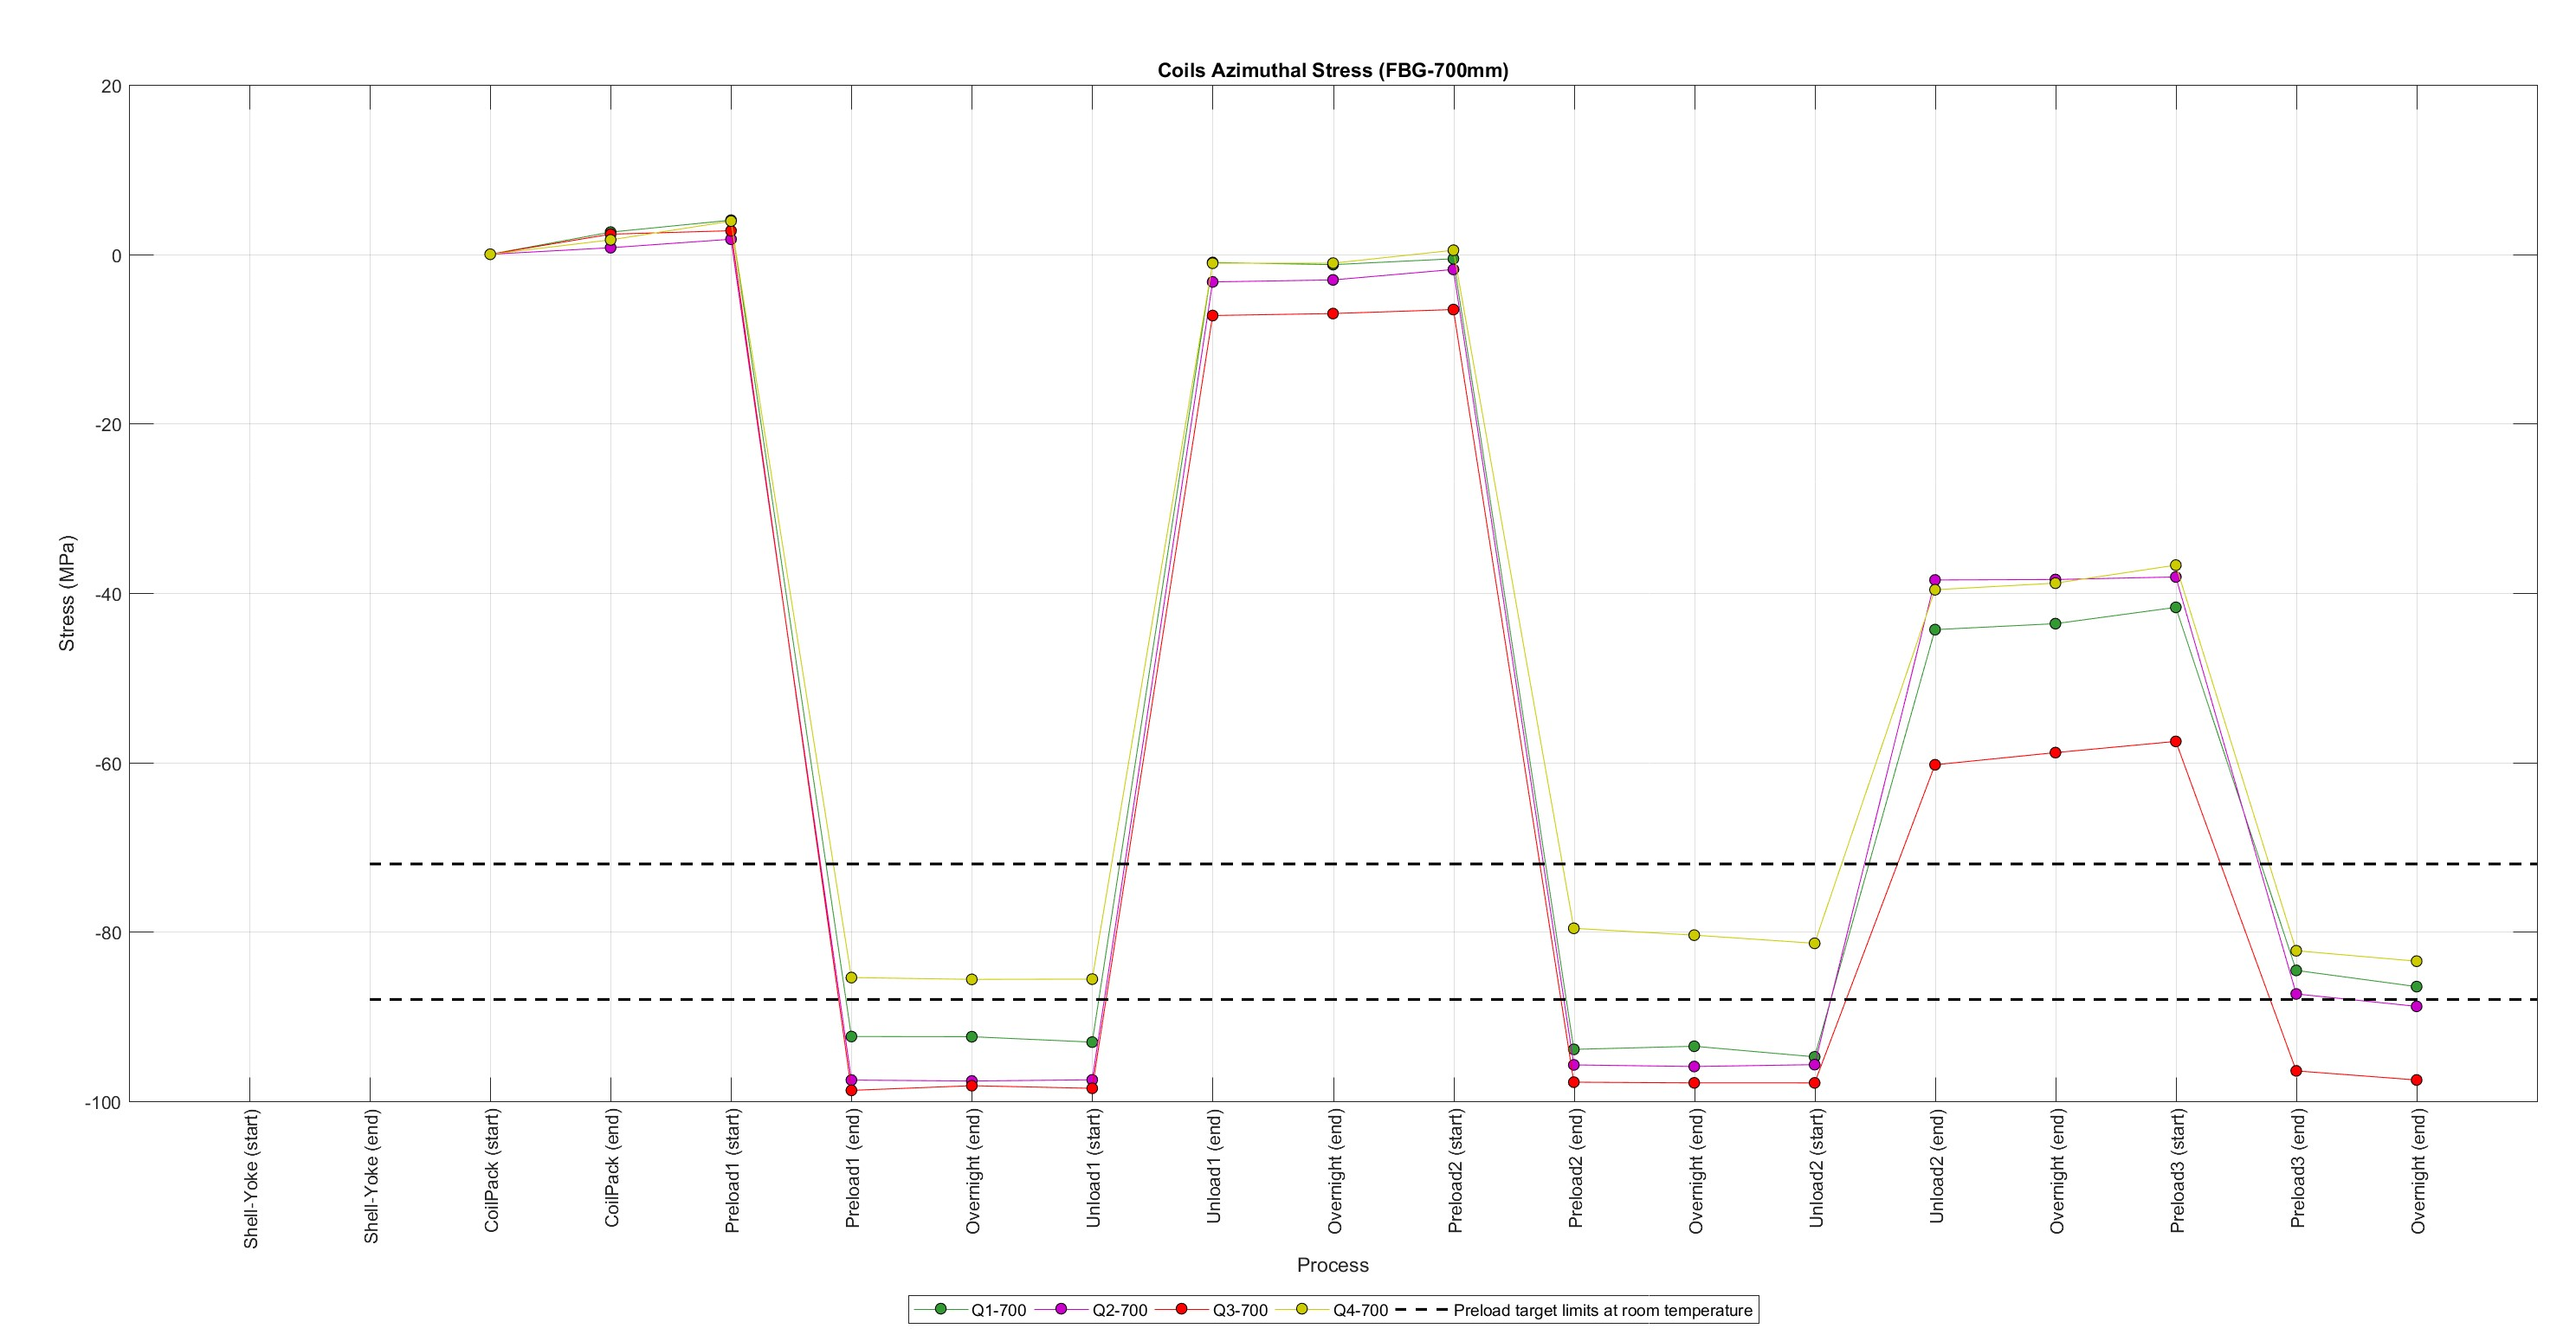 Coils Azimuthal Stress (FBG-700mm)
20
0
-20
-40
-60
-80
-100
Stress (MPa)
Shell-Yoke (start)
Shell-Yoke (end)
CoilPack (start)
CoilPack (end)
Preload1 (start)
Preload1 (end)
Overnight (end)
Unload1 (start)
Unload1 (end)
Overnight (end)
Preload2 (start)
Preload2 (end)
Overnight (end)
Unload2 (start)
Unload2 (end)
Overnight (end)
Preload3 (start)
Preload3 (end)
Overnight (end)
Process
Q1-700 Q2-700 Q3-700 Q4-700 Preload target limits at room temperature